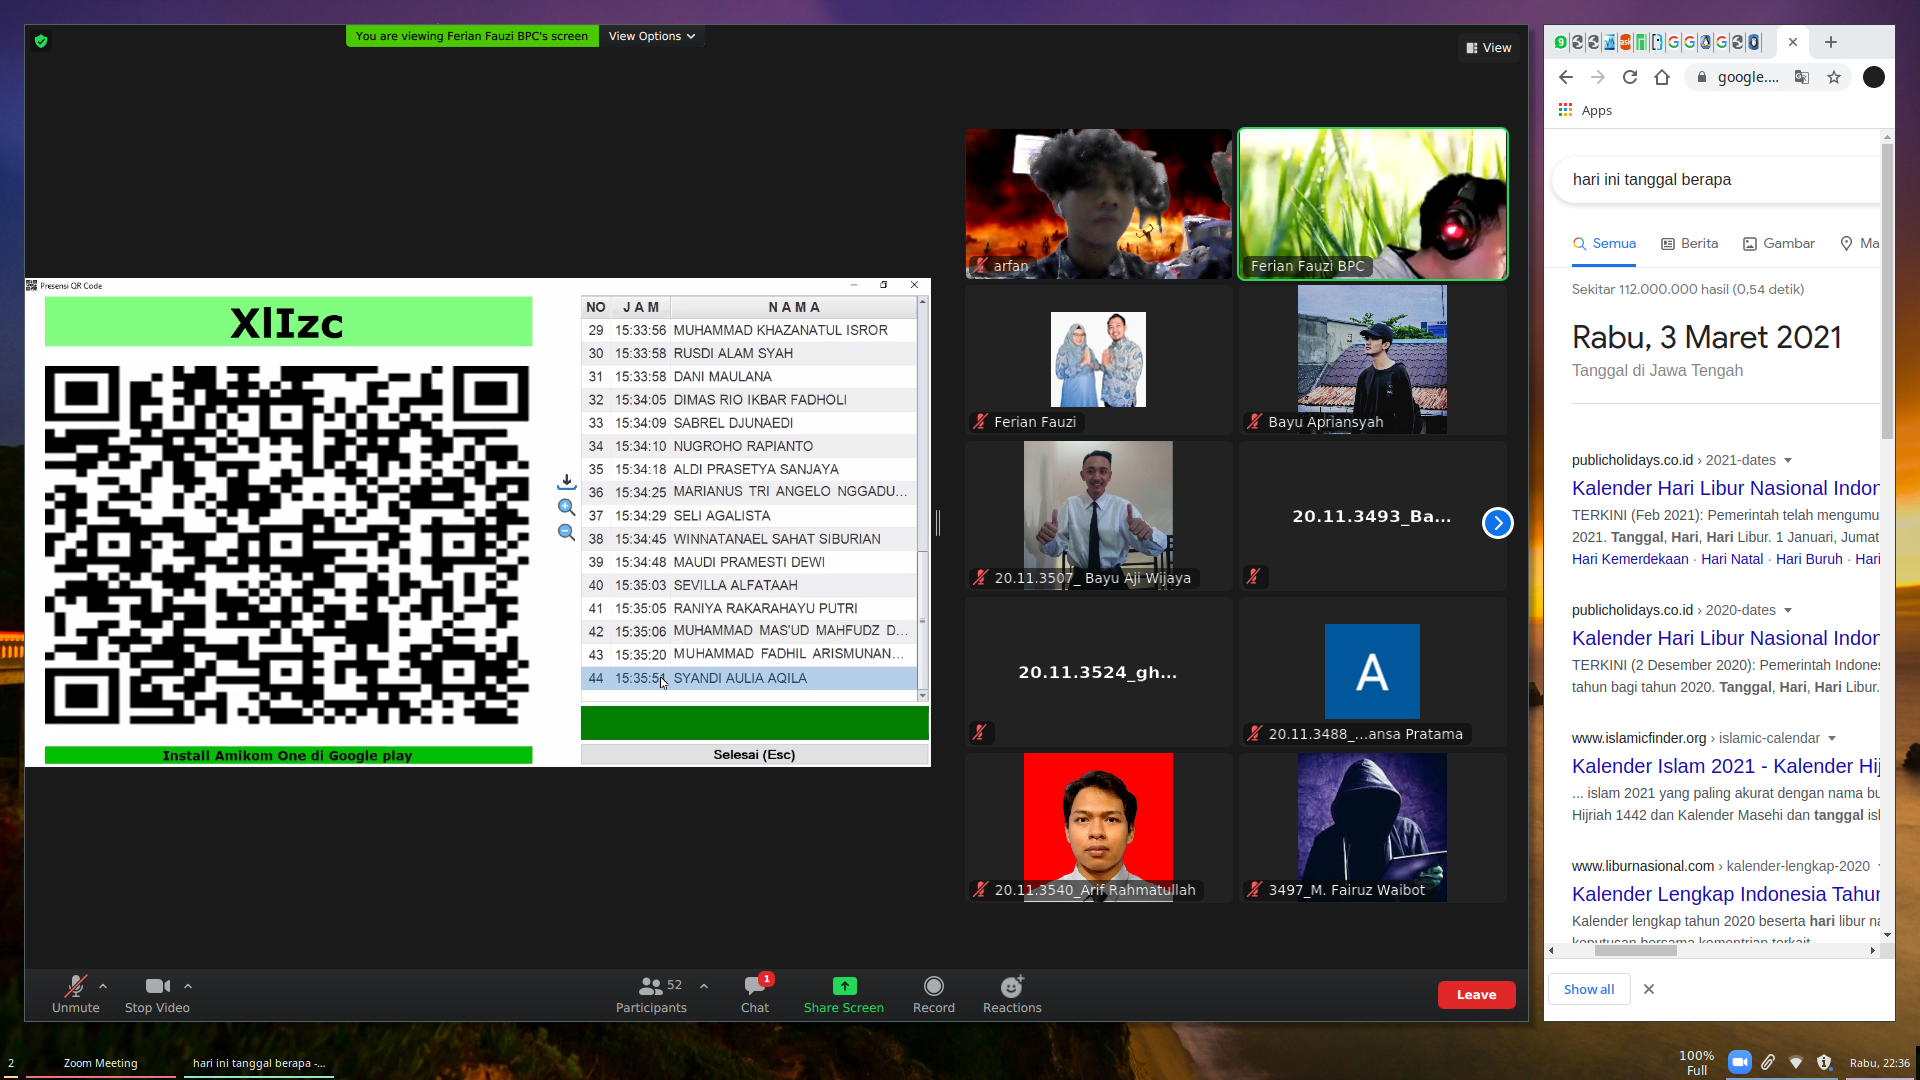 You are viewing Ferian Fauzi BPC's screen
View Options
View
Presensi QR Code
XlIzc
Install Amikom One di Google play
NO JAM NAMA
29 15:33:56 MUHAMMAD KHAZANATUL ISROR
30 15:33:58 RUSDI ALAM SYAH
31 15:33:58 DANI MAULANA
32 15:34:05 DIMAS RIO IKBAR FADHOLI
33 15:34:09 SABREL DJUNAEDI
34 15:34:10 NUGROHO RAPIANTO
35 15:34:18 ALDI PRASETYA SANJAYA
36 15:34:25 MARIANUS TRI ANGELO NGGADU...
37 15:34:29 SELI AGALISTA
38 15:34:45 WINNATANAEL SAHAT SIBURIAN
39 15:34:48 MAUDI PRAMESTI DEWI
40 15:35:03 SEVILLA ALFATAAH
41 15:35:05 RANIYA RAKARAHAYU PUTRI
42 15:35:06 MUHAMMAD MAS'UD MAHFUDZ D...
43 15:35:20 MUHAMMAD FADHIL ARISMUNAN...
44 SYANDI AULIA AQILA
Selesai (Esc)
arfan
Ferian Fauzi BPC
Ferian Fauzi
Bayu Apriansyah
20.11.3507_ Bayu Aji Wijaya
20.11.3493_Ba...
20.11.3524_gh...
A
20.11.3488_...ansa Pratama
20.11.3540_Arif Rahmatullah
3497_M. Fairuz Waibot
Unmute
Stop Video
52
Participants
1
Chat
Share Screen
Record
Reactions
Leave
google....
Apps
hari ini tanggal berapa
Semua
Berita
Gambar
Ma
Sekitar 112.000.000 hasil (0,54 detik)
Rabu, 3 Maret 2021
Tanggal di Jawa Tengah
publicholidays.co.id › 2021-dates
Kalender Hari Libur Nasional Indon
TERKINI (Feb 2021): Pemerintah telah mengumu
2021. Tanggal, Hari, Hari Libur. 1 Januari, Jumat
Hari Kemerdekaan · Hari Natal · Hari Buruh · Hari
publicholidays.co.id › 2020-dates
Kalender Hari Libur Nasional Indon
TERKINI (2 Desember 2020): Pemerintah Indones
tahun bagi tahun 2020. Tanggal, Hari, Hari Libur.
www.islamicfinder.org › islamic-calendar
Kalender Islam 2021 - Kalender Hij
... islam 2021 yang paling akurat dengan nama bu
Hijriah 1442 dan Kalender Masehi dan tanggal isl
www.liburnasional.com › kalender-lengkap-2020
Kalender Lengkap Indonesia Tahun
Kalender lengkap tahun 2020 beserta hari libur na
keputusan bersama kementrian terkait
Show all
2
Zoom Meeting
hari ini tanggal berapa -...
100%
Full
Rabu, 22:36